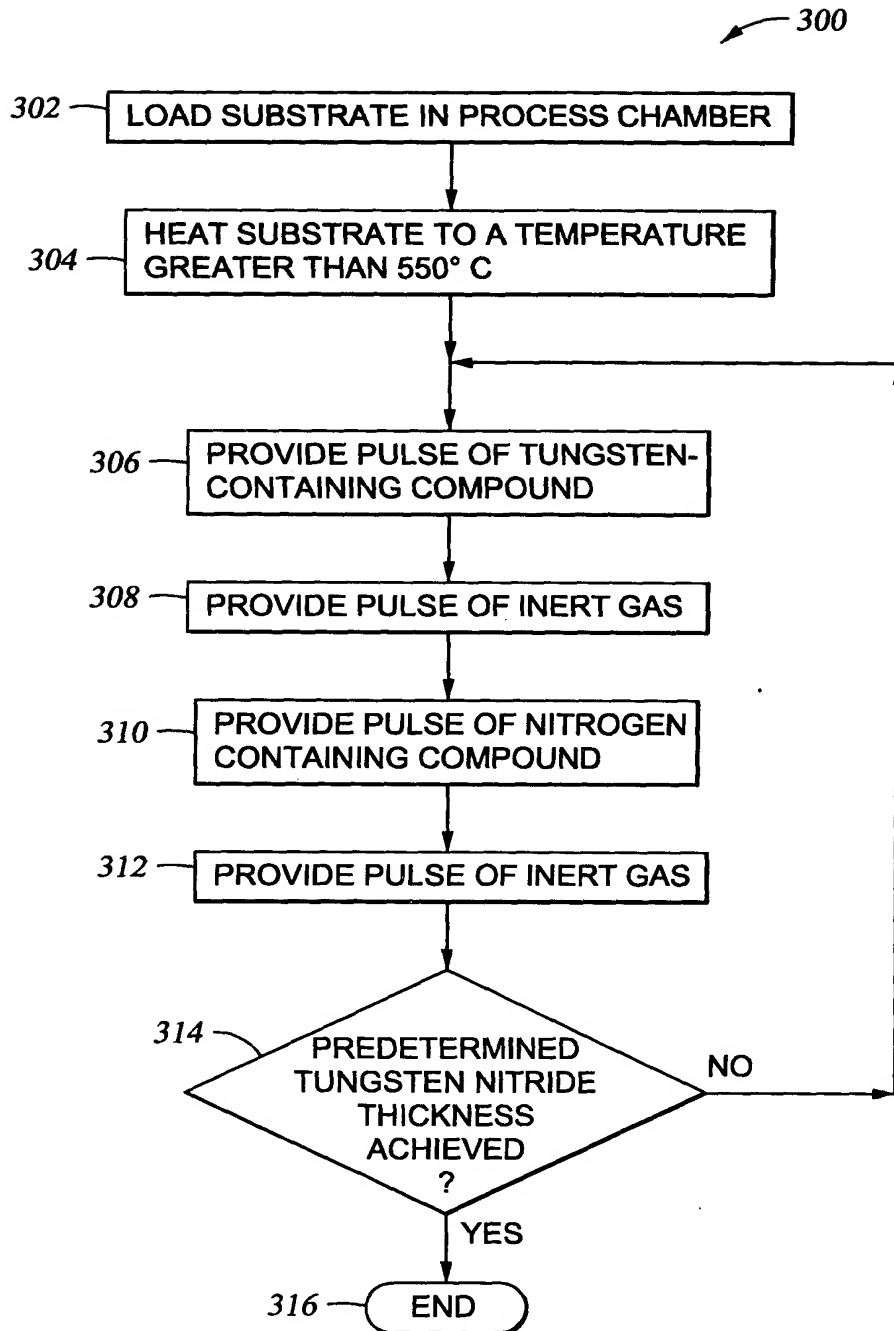 300
302
LOAD SUBSTRATE IN PROCESS CHAMBER
304
HEAT SUBSTRATE TO A TEMPERATURE
GREATER THAN 550° C
306
PROVIDE PULSE OF TUNGSTEN-
CONTAINING COMPOUND
308
PROVIDE PULSE OF INERT GAS
310
PROVIDE PULSE OF NITROGEN
CONTAINING COMPOUND
312
PROVIDE PULSE OF INERT GAS
314
PREDETERMINED
TUNGSTEN NITRIDE
THICKNESS
ACHIEVED
?
NO
YES
316
END